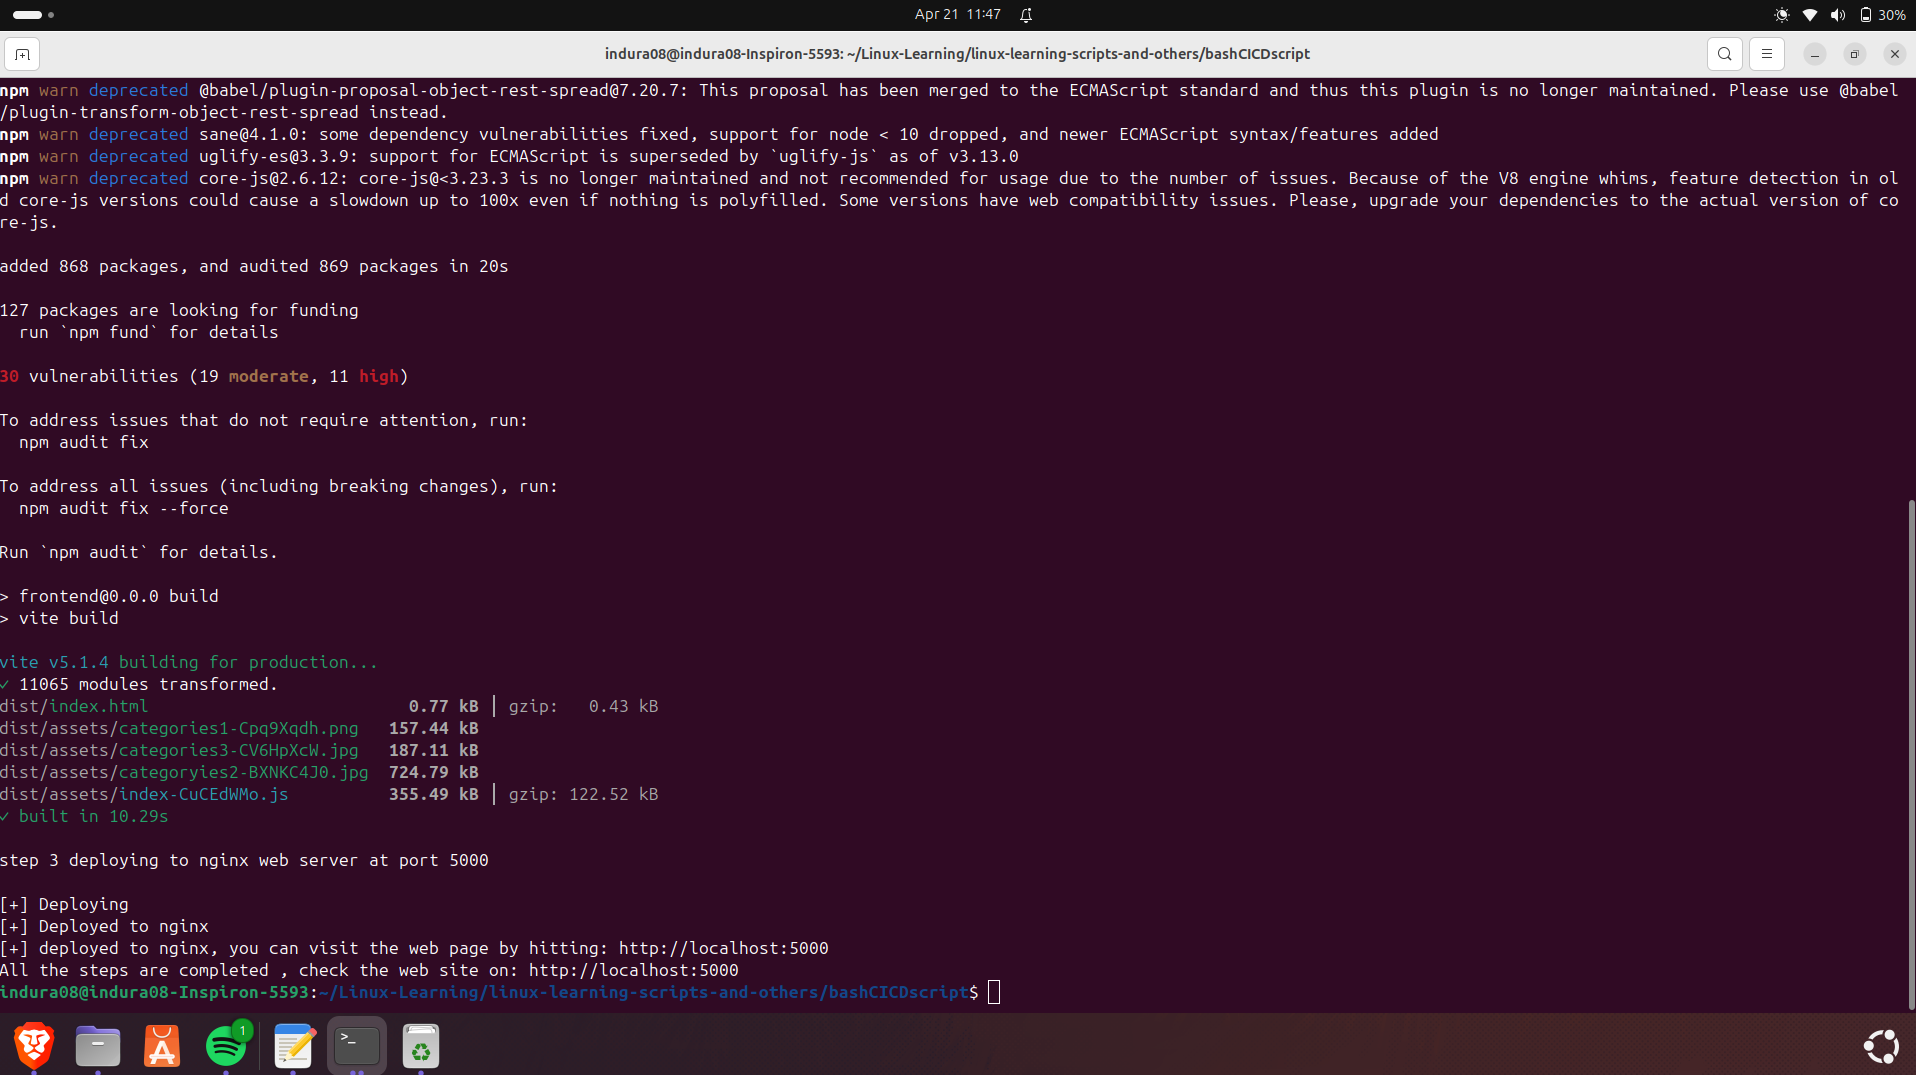 Apr 21 11:47
30%
indura08@indura08-Inspiron-5593: ~/Linux-Learning/linux-learning-scripts-and-others/bashCICDscript
npm warn deprecated @babel/plugin-proposal-object-rest-spread@7.20.7: This proposal has been merged to the ECMAScript standard and thus this plugin is no longer maintained. Please use @babel
/plugin-transform-object-rest-spread instead.
npm warn deprecated sane@4.1.0: some dependency vulnerabilities fixed, support for node < 10 dropped, and newer ECMAScript syntax/features added
npm warn deprecated uglify-es@3.3.9: support for ECMAScript is superseded by `uglify-js` as of v3.13.0
npm warn deprecated core-js@2.6.12: core-js@<3.23.3 is no longer maintained and not recommended for usage due to the number of issues. Because of the V8 engine whims, feature detection in ol
d core-js versions could cause a slowdown up to 100x even if nothing is polyfilled. Some versions have web compatibility issues. Please, upgrade your dependencies to the actual version of co
re-js.
added 868 packages, and audited 869 packages in 20s
127 packages are looking for funding
  run `npm fund` for details
30 vulnerabilities (19 moderate, 11 high)
To address issues that do not require attention, run:
  npm audit fix
To address all issues (including breaking changes), run:
  npm audit fix --force
Run `npm audit` for details.
> frontend@0.0.0 build
> vite build
vite v5.1.4 building for production...
✓ 11065 modules transformed.
dist/index.html                          0.77 kB │ gzip:   0.43 kB
dist/assets/categories1-Cpq9Xqdh.png   157.44 kB
dist/assets/categories3-CV6HpXcW.jpg   187.11 kB
dist/assets/categoryies2-BXNKC4J0.jpg  724.79 kB
dist/assets/index-CuCEdWMo.js          355.49 kB │ gzip: 122.52 kB
✓ built in 10.29s
step 3 deploying to nginx web server at port 5000
[+] Deploying
[+] Deployed to nginx
[+] deployed to nginx, you can visit the web page by hitting: http://localhost:5000
All the steps are completed , check the web site on: http://localhost:5000
indura08@indura08-Inspiron-5593:~/Linux-Learning/linux-learning-scripts-and-others/bashCICDscript$
1
>_